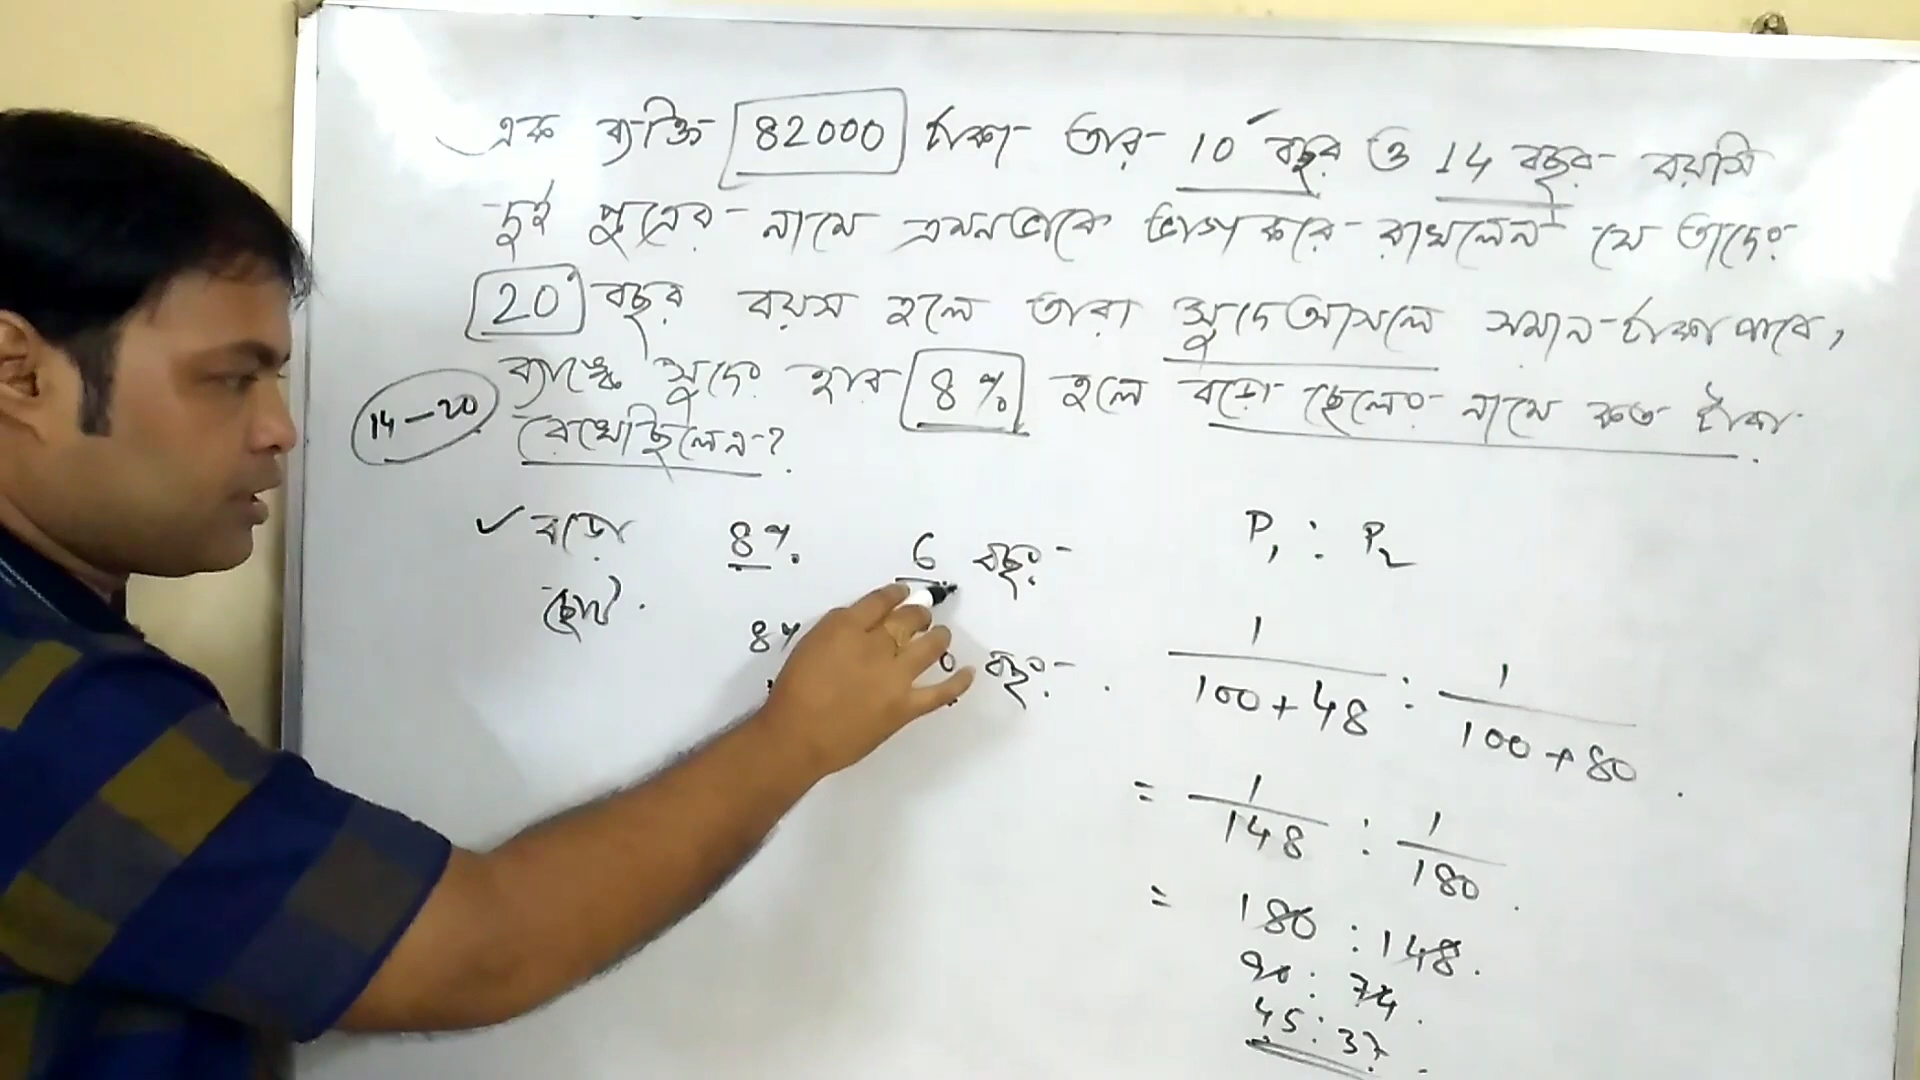 এক ব্যক্তি 82000 টাকা তার 10 বছর ও 14 বছর বয়সি
দুই পুত্রের নামে এমনভাবে ভাগ করে রাখলেন যে তাদের
20 বছর বয়স হলে তারা সুদেআসলে সমান টাকা পাবে,
ব্যাঙ্কে সুদের হার 8% হলে বড়ো ছেলের নামে কত টাকা
14-20
রেখেছিলেন?
✓ বড়ো 8% 6 বছর
P₁ : P₂
ছোট 8% 0 বছর
1/100+48 : 1/100+80
= 1/148 : 1/180
= 180 : 148
90 : 74
45 : 37